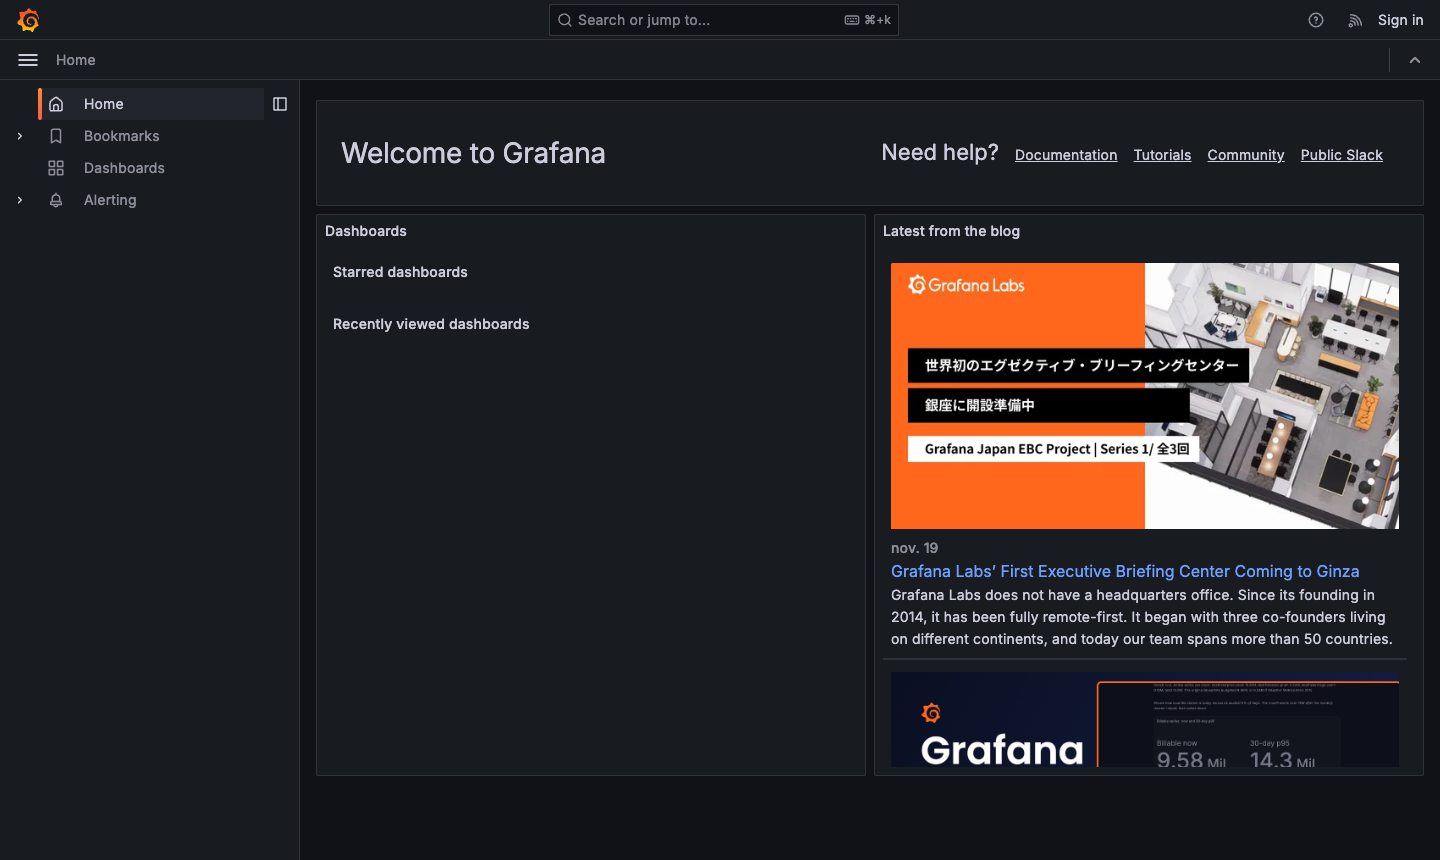 Search or jump to...
⌘+k
Sign in
Home
Home
Bookmarks
Dashboards
Alerting
Welcome to Grafana
Need help?
Documentation
Tutorials
Community
Public Slack
Dashboards
Starred dashboards
Recently viewed dashboards
Latest from the blog
Grafana Labs
世界初のエグゼクティブ・ブリーフィングセンター
銀座に開設準備中
Grafana Japan EBC Project | Series 1/ 全3回
nov. 19
Grafana Labs’ First Executive Briefing Center Coming to Ginza
Grafana Labs does not have a headquarters office. Since its founding in
2014, it has been fully remote-first. It began with three co-founders living
on different continents, and today our team spans more than 50 countries.
Grafana
Billable now
30-day p95
9.58 Mil
14.3 Mil